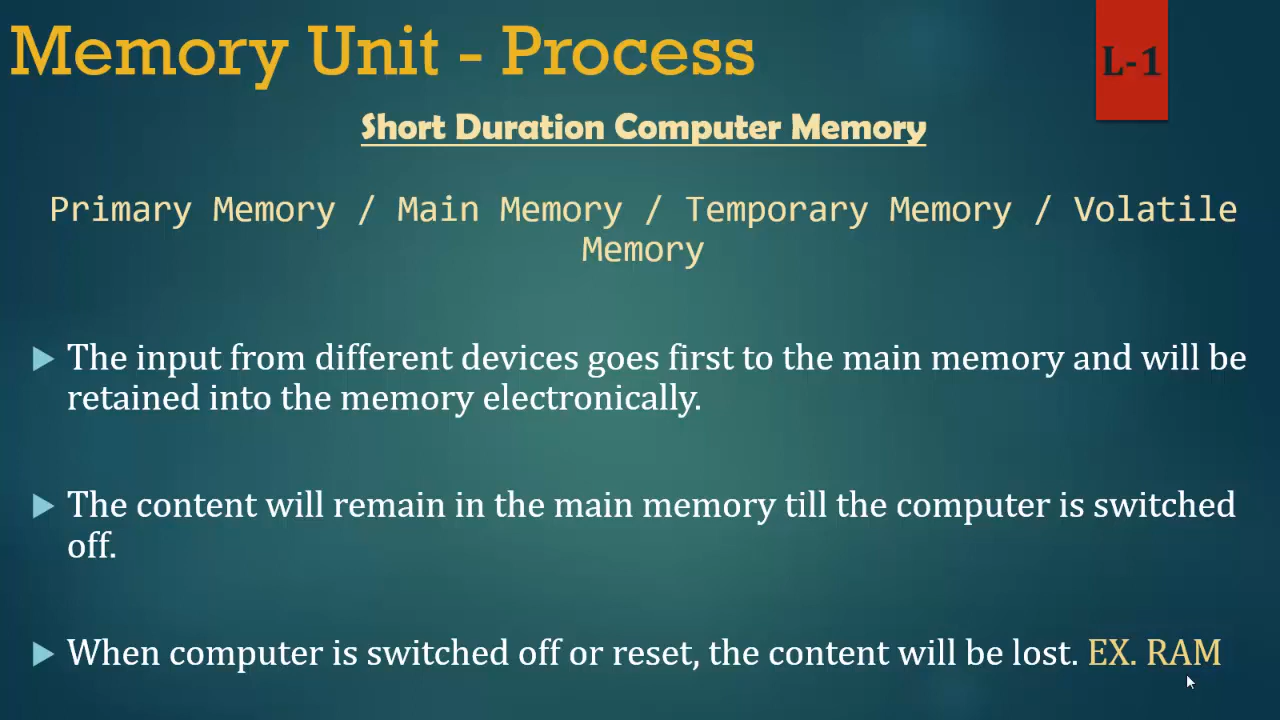 Memory Unit - Process
L-1
Short Duration Computer Memory
Primary Memory / Main Memory / Temporary Memory / Volatile
Memory
The input from different devices goes first to the main memory and will be
retained into the memory electronically.
The content will remain in the main memory till the computer is switched
off.
When computer is switched off or reset, the content will be lost. EX. RAM